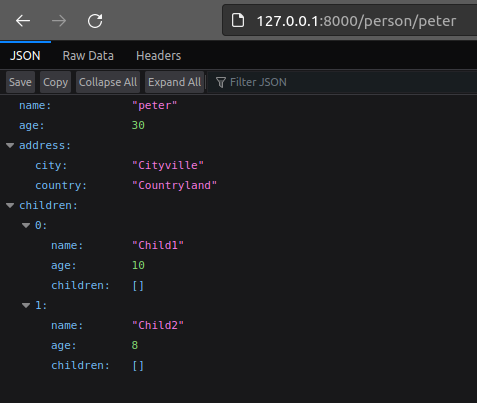 127.0.0.1:8000/person/peter
JSON Raw Data Headers
Save Copy Collapse All Expand All Filter JSON
name: "peter"
age: 30
address:
city: "Cityville"
country: "Countryland"
children:
0:
name: "Child1"
age: 10
children: []
1:
name: "Child2"
age: 8
children: []